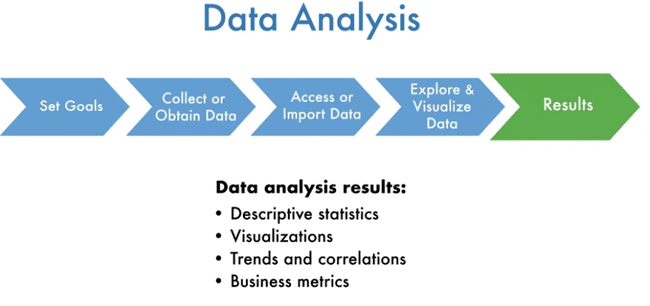 Data Analysis
Set Goals
Collect or
Obtain Data
Access or
Import Data
Explore &
Visualize
Data
Results
Data analysis results:
• Descriptive statistics
• Visualizations
• Trends and correlations
• Business metrics